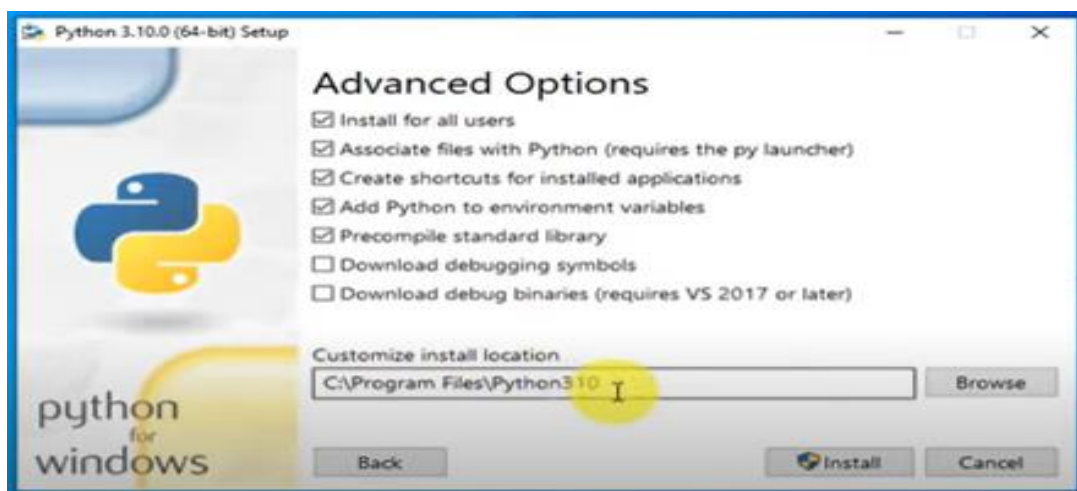 Python 3.10.0 (64-bit) Setup
Advanced Options
Install for all users
Associate files with Python (requires the py launcher)
Create shortcuts for installed applications
Add Python to environment variables
Precompile standard library
Download debugging symbols
Download debug binaries (requires VS 2017 or later)
Customize install location
C:\Program Files\Python310
Browse
python
for
windows
Back
Install
Cancel